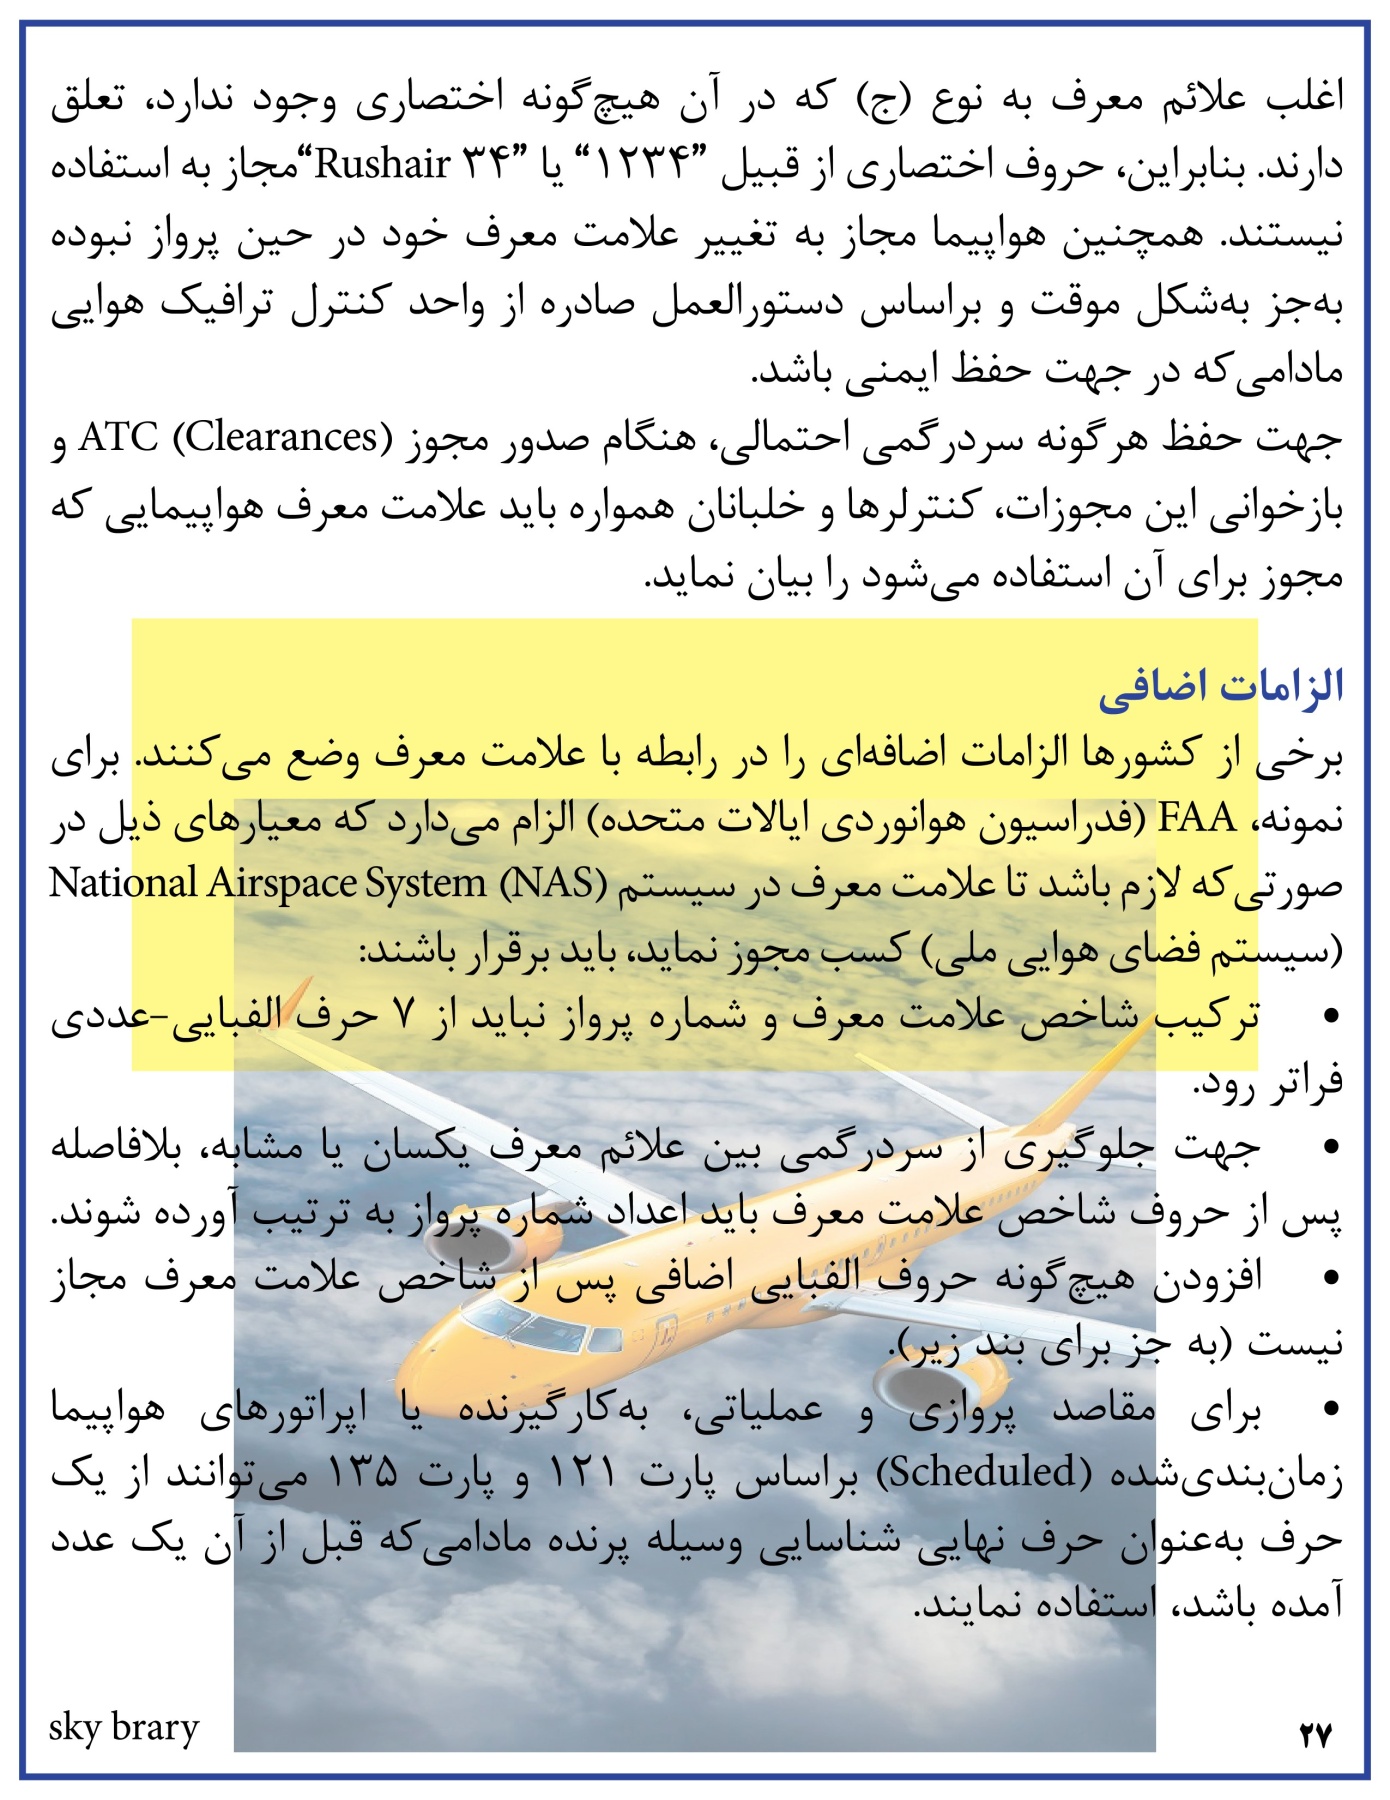 اغلب علائم معرف به نوع (ج) که در آن هیچ‌گونه اختصاری وجود ندارد، تعلق
دارند. بنابراین، حروف اختصاری از قبیل ”۱۲۳۴“ یا ”Rushair ۳۴“مجاز به استفاده
نیستند. همچنین هواپیما مجاز به تغییر علامت معرف خود در حین پرواز نبوده
به‌جز به‌شکل موقت و براساس دستورالعمل صادره از واحد کنترل ترافیک هوایی
مادامی‌که در جهت حفظ ایمنی باشد.
جهت حفظ هرگونه سردرگمی احتمالی، هنگام صدور مجوز ATC (Clearances) و
بازخوانی این مجوزات، کنترلرها و خلبانان همواره باید علامت معرف هواپیمایی که
مجوز برای آن استفاده می‌شود را بیان نماید.
الزامات اضافی
برخی از کشورها الزامات اضافه‌ای را در رابطه با علامت معرف وضع می‌کنند. برای
نمونه، FAA (فدراسیون هوانوردی ایالات متحده) الزام می‌دارد که معیارهای ذیل در
صورتی‌که لازم باشد تا علامت معرف در سیستم National Airspace System (NAS)
(سیستم فضای هوایی ملی) کسب مجوز نماید، باید برقرار باشند:
• ترکیب شاخص علامت معرف و شماره پرواز نباید از ۷ حرف الفبایی-عددی
فراتر رود.
• جهت جلوگیری از سردرگمی بین علائم معرف یکسان یا مشابه، بلافاصله
پس از حروف شاخص علامت معرف باید اعداد شماره پرواز به ترتیب آورده شوند.
• افزودن هیچ‌گونه حروف الفبایی اضافی پس از شاخص علامت معرف مجاز
نیست (به جز برای بند زیر).
• برای مقاصد پروازی و عملیاتی، به‌کارگیرنده یا اپراتورهای هواپیما
زمان‌بندی‌شده (Scheduled) براساس پارت ۱۲۱ و پارت ۱۳۵ می‌توانند از یک
حرف به‌عنوان حرف نهایی شناسایی وسیله پرنده مادامی‌که قبل از آن یک عدد
آمده باشد، استفاده نمایند.
۲۷
sky brary